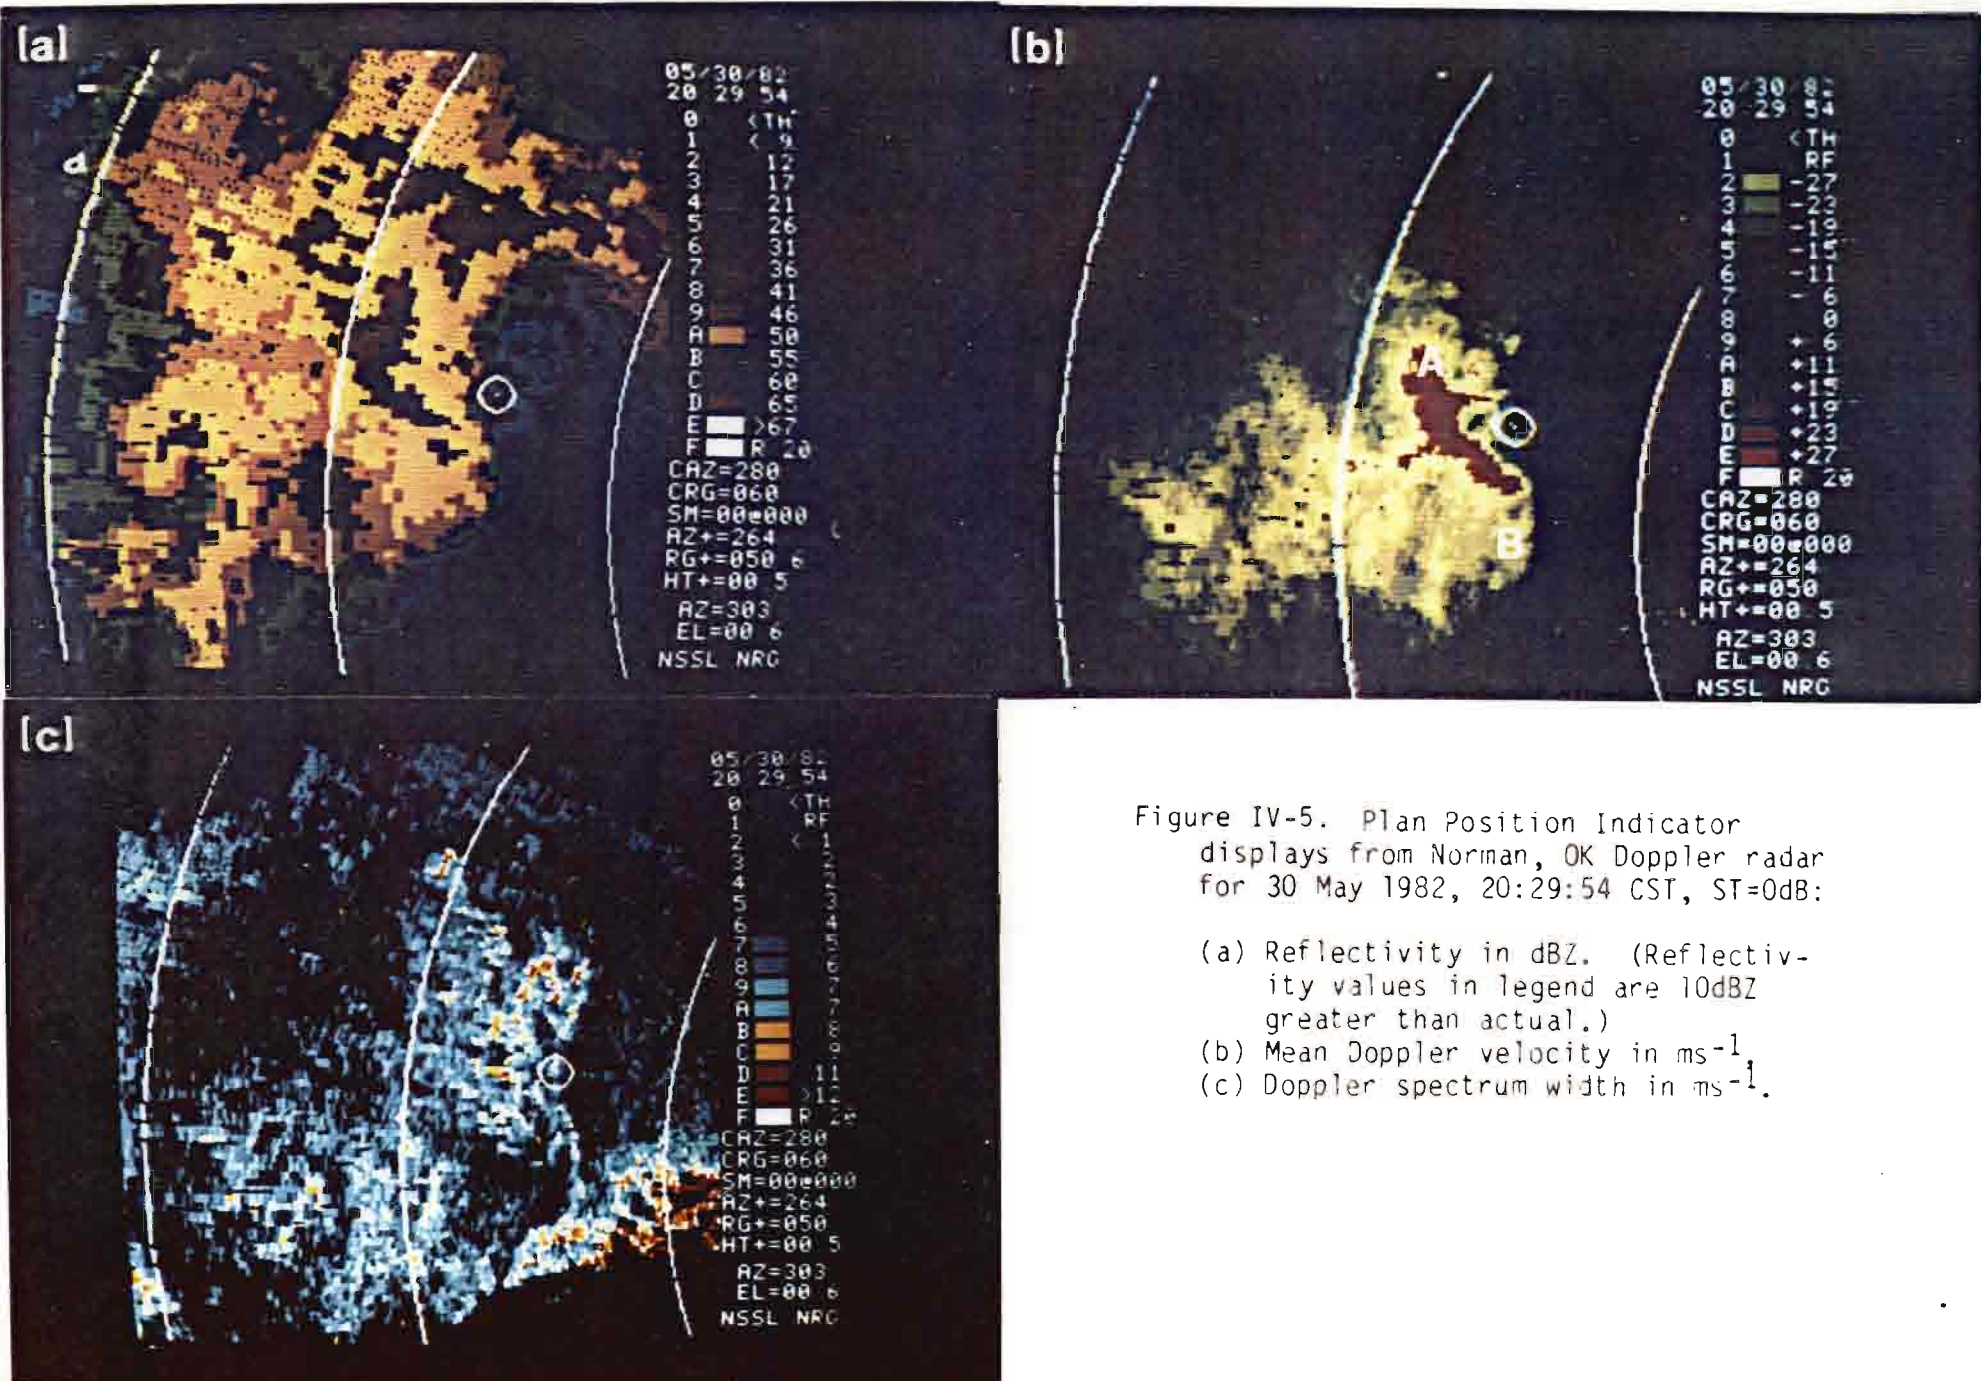 [a]
d
05/30/82
20 29 54
0 <TH
1 < 9
2 12
3 17
4 21
5 26
6 31
7 36
8 41
9 46
A 50
B 55
C 60
D 65
E >67
F R 20
CAZ=280
CRG=060
SM=00e000
AZ+=264
RG+=050 6
HT+=00 5
AZ=303
EL=00 6
NSSL NRO
[b]
A
B
05/30/82
20 29 54
0 <TH
1 RF
2 -27
3 -23
4 -19
5 -15
6 -11
7 - 6
8 0
9 + 6
A +11
B +15
C +19
D +23
E +27
F R 20
CAZ=280
CRG=060
SM=00e000
AZ+=264
RG+=050
HT+=00 5
AZ=303
EL=00 6
NSSL NRO
[c]
05/30/82
20 29 54
0 <TH
1 RF
2 < 1
3 2
4 2
5 3
6 4
7 5
8 6
9 7
A 7
B 8
C 9
D 11
E >12
F R 20
CAZ=280
CRG=060
SM=00e000
AZ+=264
RG+=050
HT+=00 5
AZ=303
EL=00 6
NSSL NRO
Figure IV-5. Plan Position Indicator
displays from Norman, OK Doppler radar
for 30 May 1982, 20:29:54 CST, ST=0dB:
(a) Reflectivity in dBZ. (Reflectiv-
ity values in legend are 10dBZ
greater than actual.)
(b) Mean Doppler velocity in ms-1.
(c) Doppler spectrum width in ms-1.